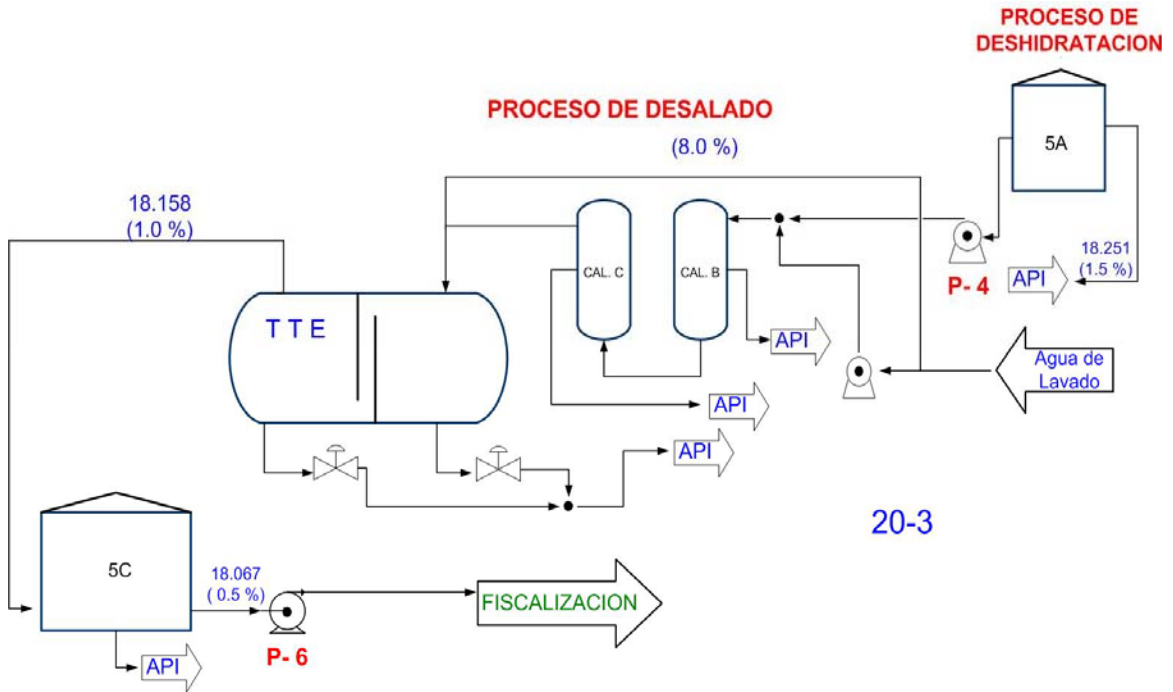 PROCESO DE
DESHIDRATACION
PROCESO DE DESALADO
(8.0 %)
5A
18.158
(1.0 %)
CAL. C
CAL. B
P- 4
API
18.251
(1.5 %)
T T E
API
Agua de
Lavado
API
API
20-3
5C
18.067
( 0.5 %)
FISCALIZACION
API
P- 6